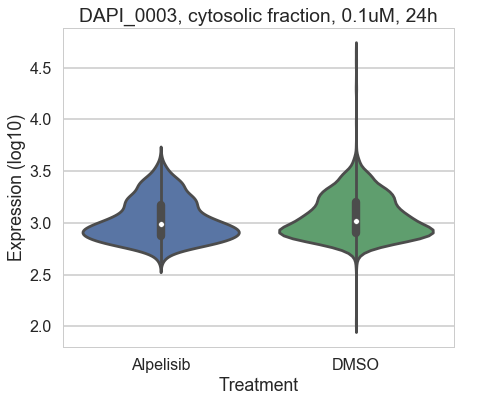 DAPI_0003, cytosolic fraction, 0.1uM, 24h
Expression (log10)
4.5
4.0
3.5
3.0
2.5
2.0
Alpelisib DMSO
Treatment